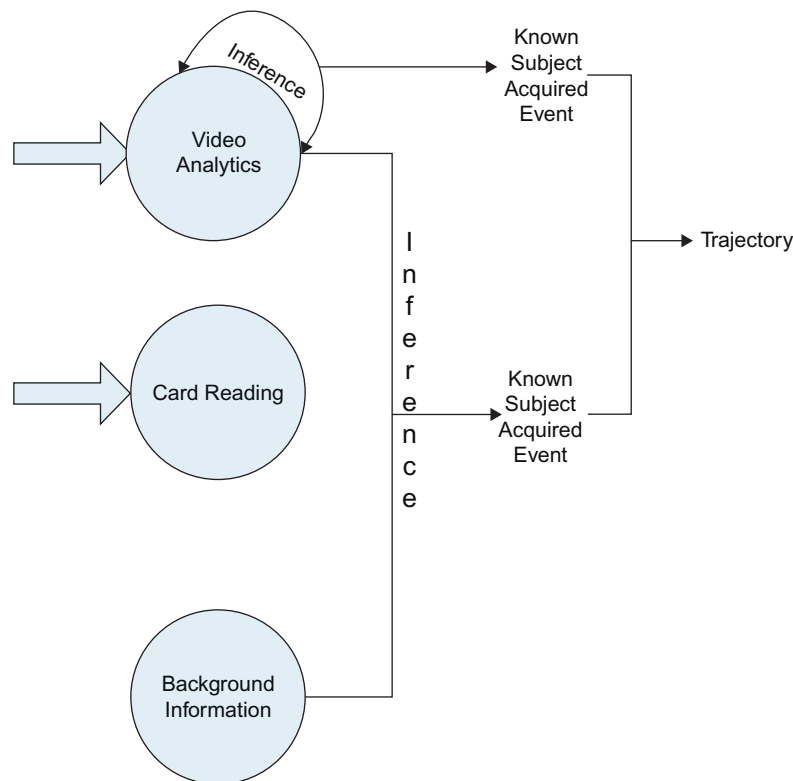 Inference
Video
Analytics
Known
Subject
Acquired
Event
Trajectory
I
n
f
e
r
e
n
c
e
Card Reading
Known
Subject
Acquired
Event
Background
Information